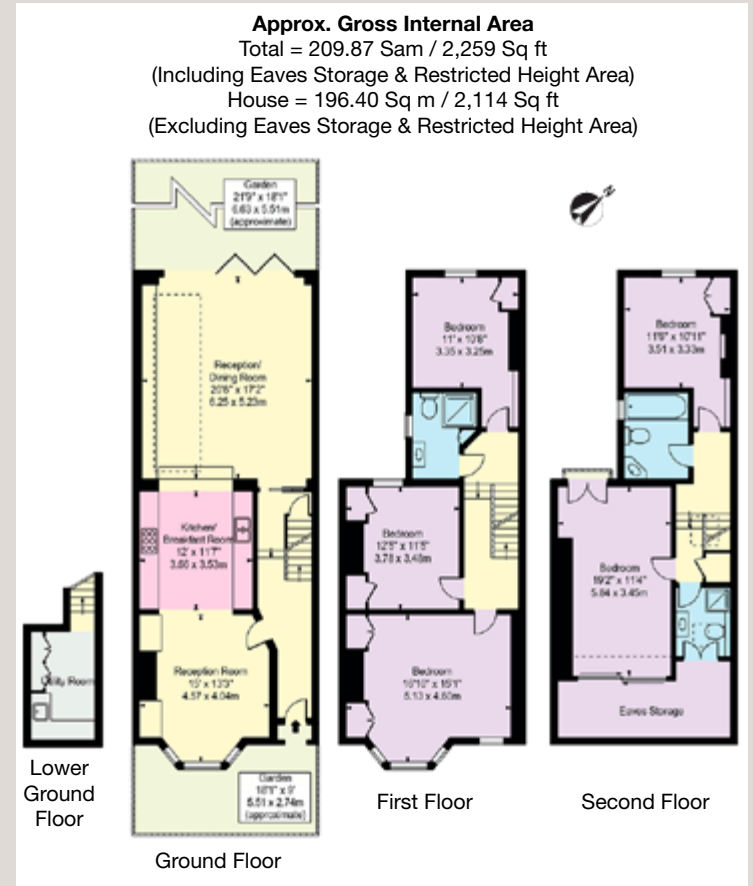 Approx. Gross Internal Area
Total = 209.87 Sam / 2,259 Sq ft
(Including Eaves Storage & Restricted Height Area)
House = 196.40 Sq m / 2,114 Sq ft
(Excluding Eaves Storage & Restricted Height Area)
Garden
21'9" x 18'1"
6.63 x 5.51m
(approximate)
N
Reception/
Dining Room
20'6" x 17'2"
6.25 x 5.23m
Kitchen/
Breakfast Room
12' x 11'7"
3.66 x 3.53m
Reception Room
15' x 13'3"
4.57 x 4.04m
Garden
18'1" x 9'
5.51 x 2.74m
(approximate)
Ground Floor
Utility Room
Lower
Ground
Floor
Bedroom
11' x 10'8"
3.35 x 3.25m
Bedroom
12'5" x 11'5"
3.78 x 3.48m
Bedroom
16'10" x 15'1"
5.13 x 4.60m
First Floor
Bedroom
11'6" x 10'11"
3.51 x 3.33m
Bedroom
19'2" x 11'4"
5.84 x 3.45m
Eaves Storage
Second Floor